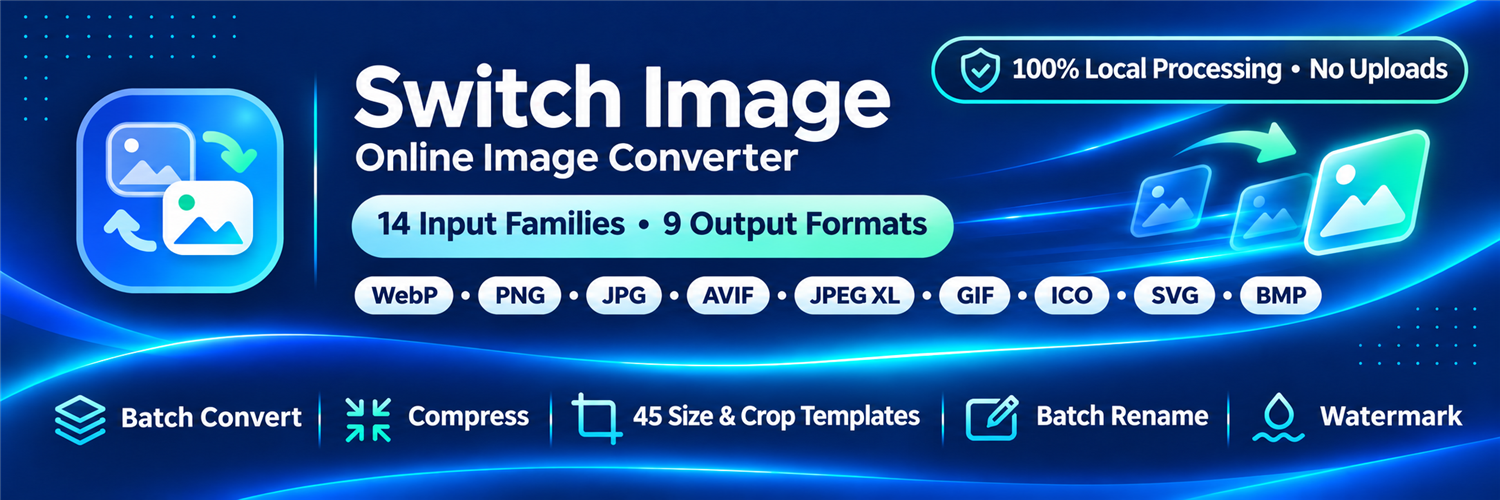 100% Local Processing • No Uploads
Switch Image
Online Image Converter
14 Input Families • 9 Output Formats
WebP • PNG • JPG • AVIF • JPEG XL • GIF • ICO • SVG • BMP
Batch Convert
Compress
45 Size & Crop Templates
Batch Rename
Watermark